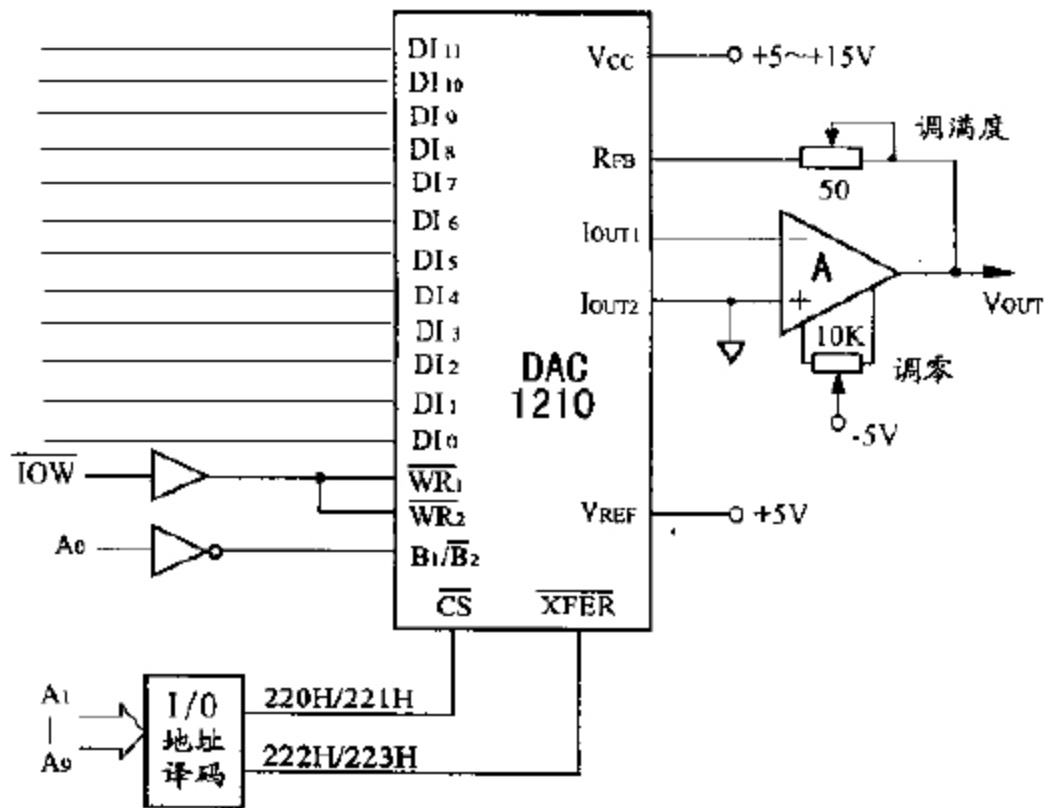 DI11
DI10
DI9
DI8
DI7
DI6
DI5
DI4
DI3
DI2
DI1
DI0
IOW
WR1
WR2
A0
B1/B2
CS
XFER
VCC
+5~+15V
RFB
50
调满度
IOUT1
IOUT2
A
−
+
VOUT
10K
调零
-5V
DAC
1210
VREF
+5V
A1
A9
I/O
地址
译码
220H/221H
222H/223H